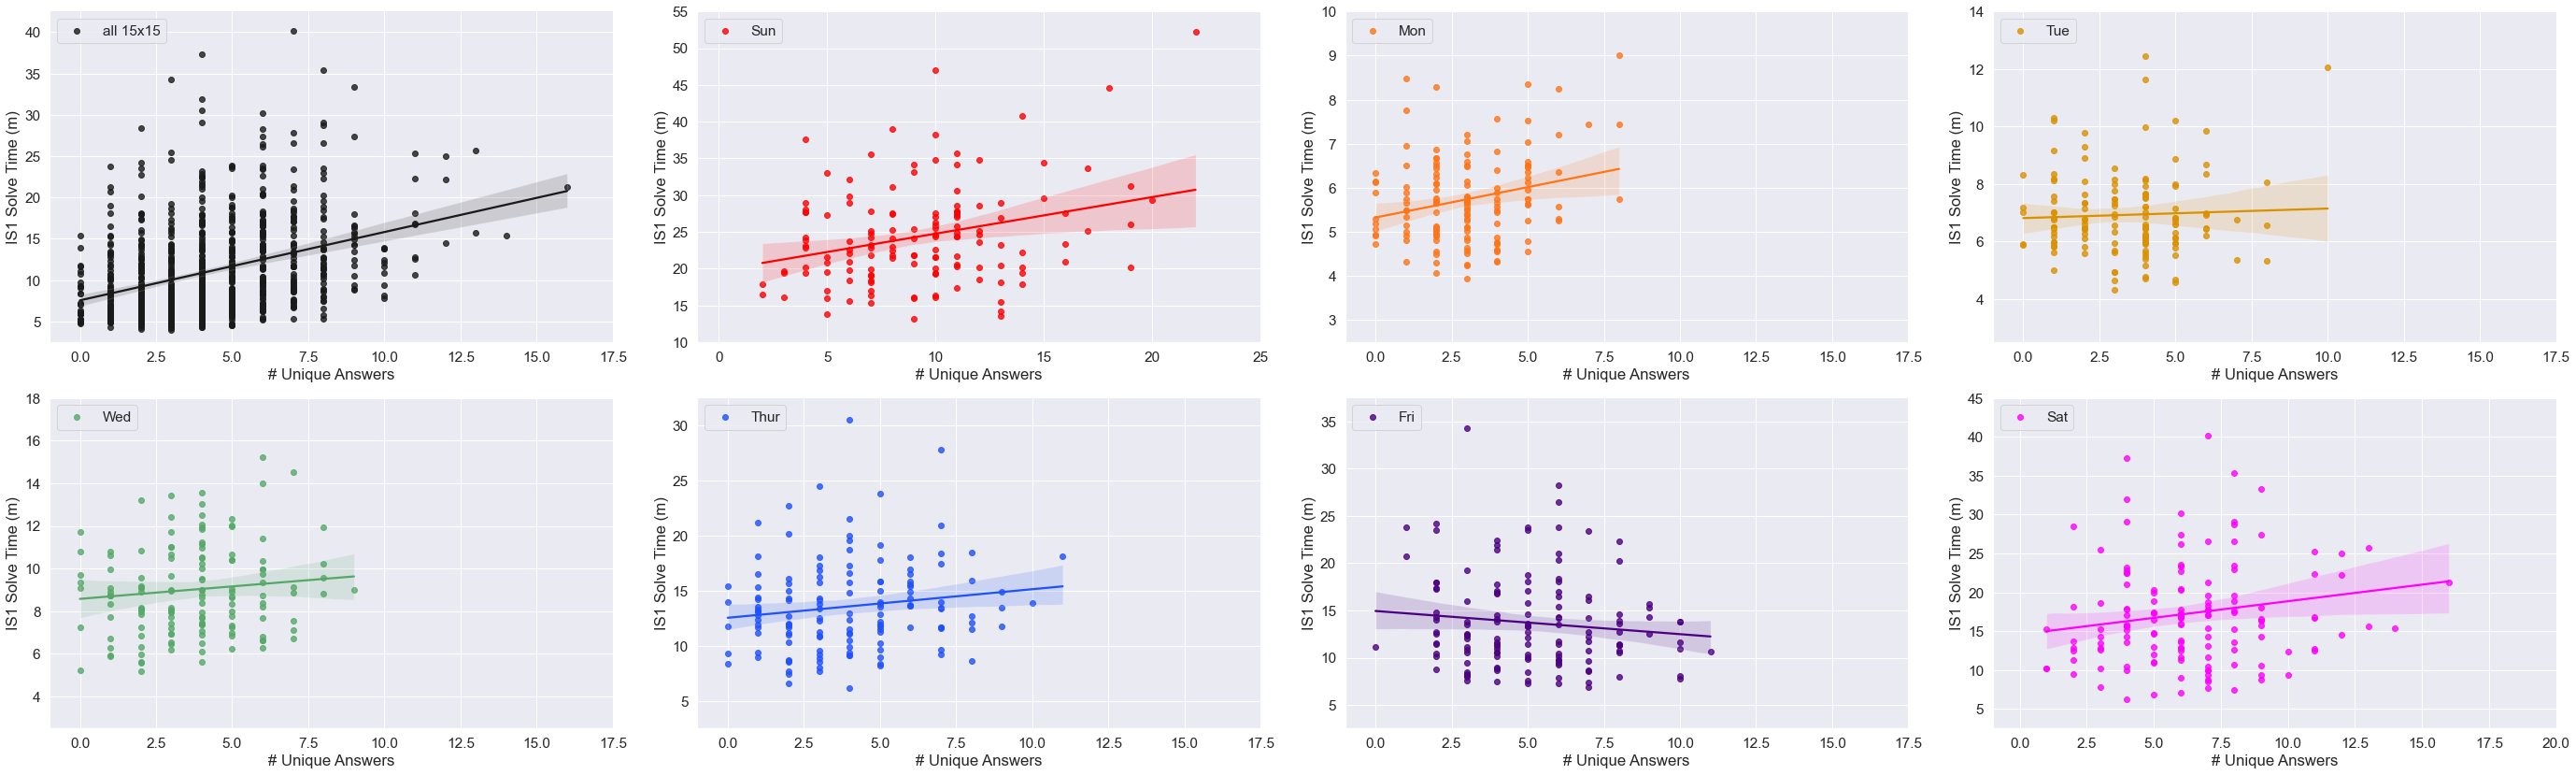 all 15x15
IS1 Solve Time (m)
40
35
30
25
20
15
10
5
0.0 2.5 5.0 7.5 10.0 12.5 15.0 17.5
# Unique Answers
Sun
IS1 Solve Time (m)
55
50
45
40
35
30
25
20
15
10
0 5 10 15 20 25
# Unique Answers
Mon
IS1 Solve Time (m)
10
9
8
7
6
5
4
3
0.0 2.5 5.0 7.5 10.0 12.5 15.0 17.5
# Unique Answers
Tue
IS1 Solve Time (m)
14
12
10
8
6
4
0.0 2.5 5.0 7.5 10.0 12.5 15.0 17.5
# Unique Answers
Wed
IS1 Solve Time (m)
18
16
14
12
10
8
6
4
0.0 2.5 5.0 7.5 10.0 12.5 15.0 17.5
# Unique Answers
Thur
IS1 Solve Time (m)
30
25
20
15
10
5
0.0 2.5 5.0 7.5 10.0 12.5 15.0 17.5
# Unique Answers
Fri
IS1 Solve Time (m)
35
30
25
20
15
10
5
0.0 2.5 5.0 7.5 10.0 12.5 15.0 17.5
# Unique Answers
Sat
IS1 Solve Time (m)
45
40
35
30
25
20
15
10
5
0.0 2.5 5.0 7.5 10.0 12.5 15.0 17.5 20.0
# Unique Answers